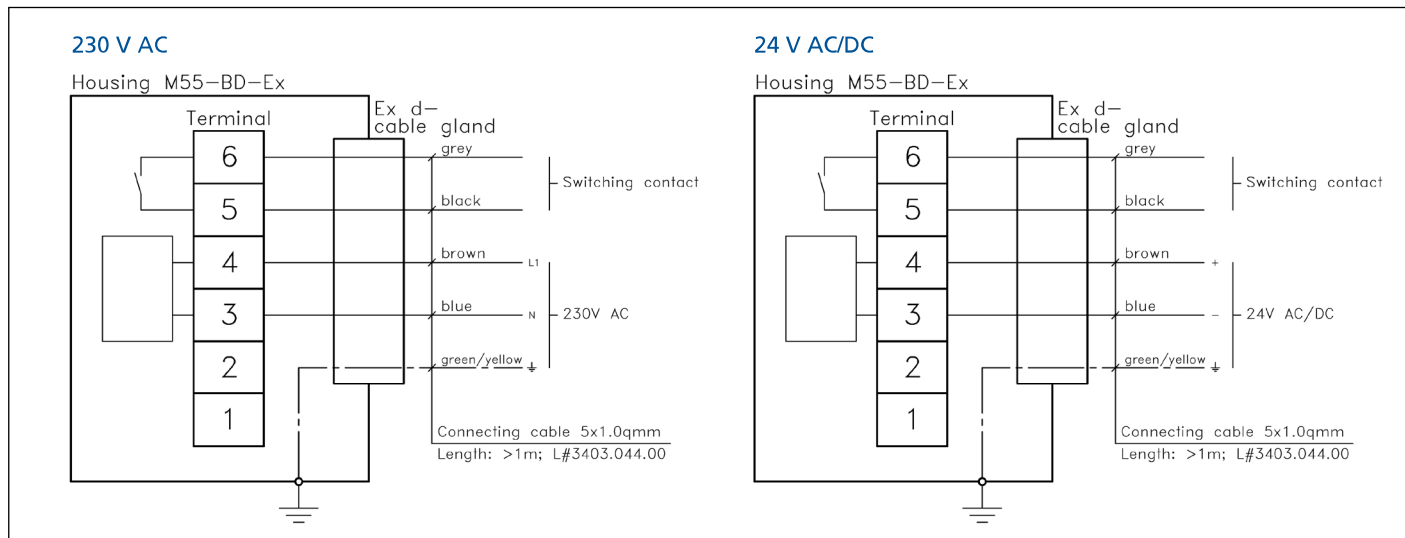 230 V AC
Housing M55-BD-Ex
Terminal
Ex d-
cable gland
6
5
4
3
2
1
grey
black
brown
blue
green/yellow
L1
N
Switching contact
230V AC
Connecting cable 5x1.0qmm
Length: >1m; L#3403.044.00
24 V AC/DC
Housing M55-BD-Ex
Terminal
Ex d-
cable gland
6
5
4
3
2
1
grey
black
brown
blue
green/yellow
+
-
Switching contact
24V AC/DC
Connecting cable 5x1.0qmm
Length: >1m; L#3403.044.00